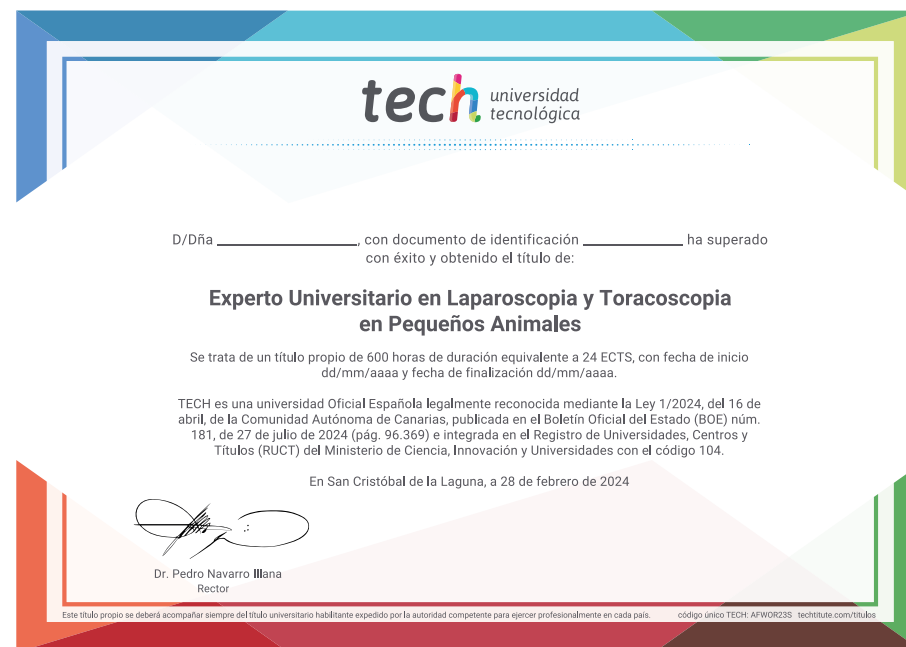 tech universidad
tecnológica
D/Dña , con documento de identificación ha superado
con éxito y obtenido el título de:
Experto Universitario en Laparoscopia y Toracoscopia
en Pequeños Animales
Se trata de un título propio de 600 horas de duración equivalente a 24 ECTS, con fecha de inicio
dd/mm/aaaa y fecha de finalización dd/mm/aaaa.
TECH es una universidad Oficial Española legalmente reconocida mediante la Ley 1/2024, del 16 de
abril, de la Comunidad Autónoma de Canarias, publicada en el Boletín Oficial del Estado (BOE) núm.
181, de 27 de julio de 2024 (pág. 96.369) e integrada en el Registro de Universidades, Centros y
Títulos (RUCT) del Ministerio de Ciencia, Innovación y Universidades con el código 104.
En San Cristóbal de la Laguna, a 28 de febrero de 2024
Dr. Pedro Navarro Illana
Rector
Este título propio se deberá acompañar siempre del título universitario habilitante expedido por la autoridad competente para ejercer profesionalmente en cada país. código único TECH: AFWOR23S techtitute.com/titulos